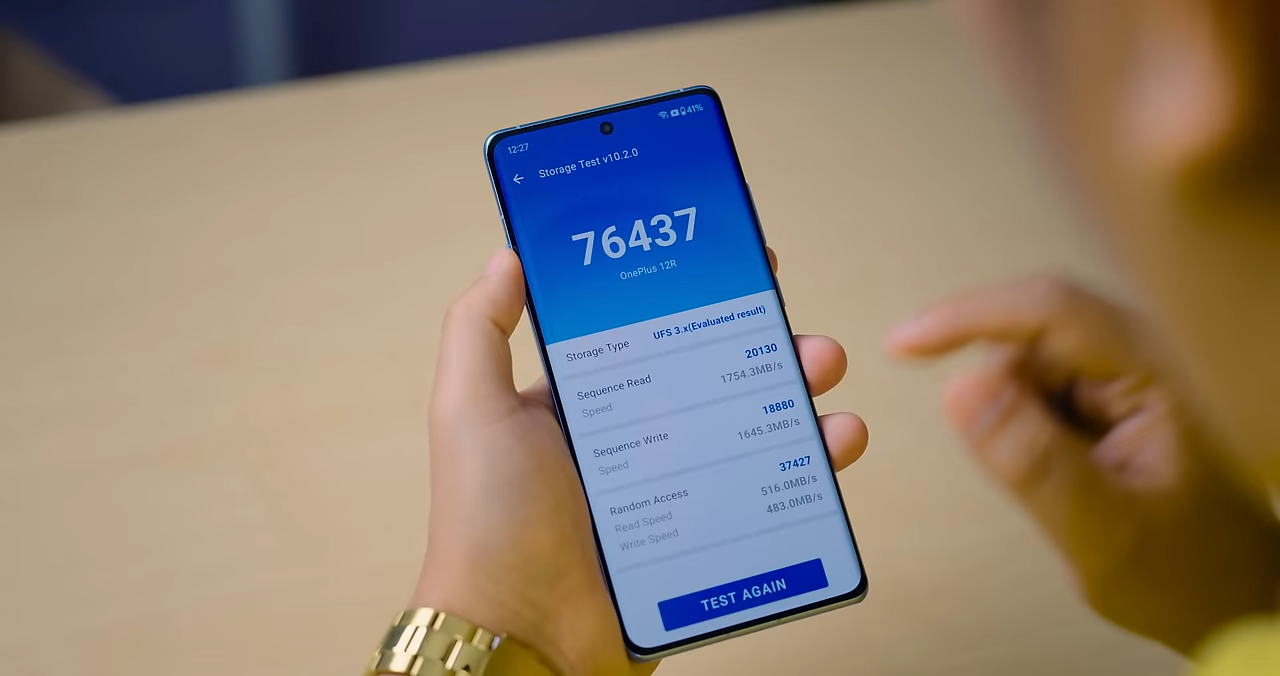 12:27
41%
Storage Test v10.2.0
76437
OnePlus 12R
Storage Type UFS 3.x(Evaluated result)
Sequence Read 20130
Speed 1754.3MB/s
Sequence Write 18880
Speed 1645.3MB/s
Random Access 37427
Read Speed 516.0MB/s
Write Speed 483.0MB/s
TEST AGAIN